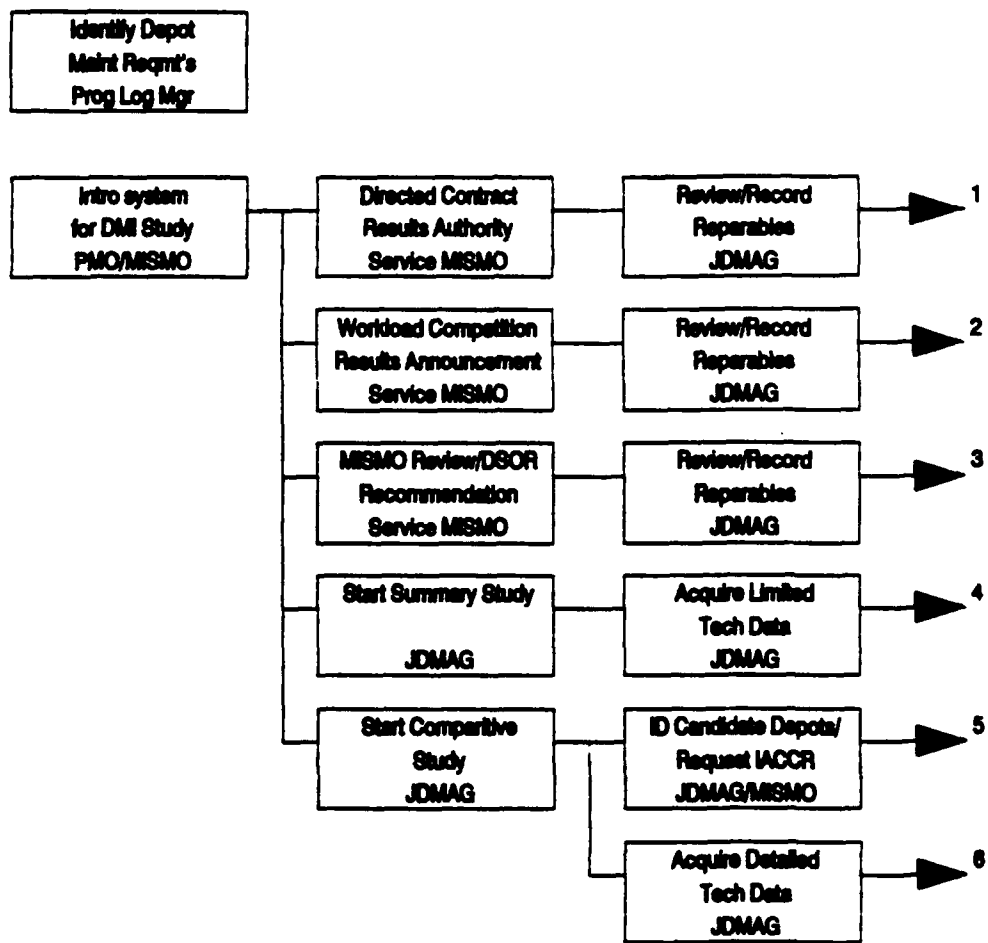 Identify Depot
Maint Reqmt's
Prog Log Mgr
Intro system
for DMI Study
PMO/MISMO
Directed Contract
Results Authority
Service MISMO
Review/Record
Reparables
JDMAG
1
Workload Competition
Results Announcement
Service MISMO
Review/Record
Reparables
JDMAG
2
MISMO Review/DSOR
Recommendation
Service MISMO
Review/Record
Reparables
JDMAG
3
Start Summary Study
JDMAG
Acquire Limited
Tech Data
JDMAG
4
Start Comparitive
Study
JDMAG
ID Candidate Depots/
Request IACCR
JDMAG/MISMO
5
Acquire Detailed
Tech Data
JDMAG
6